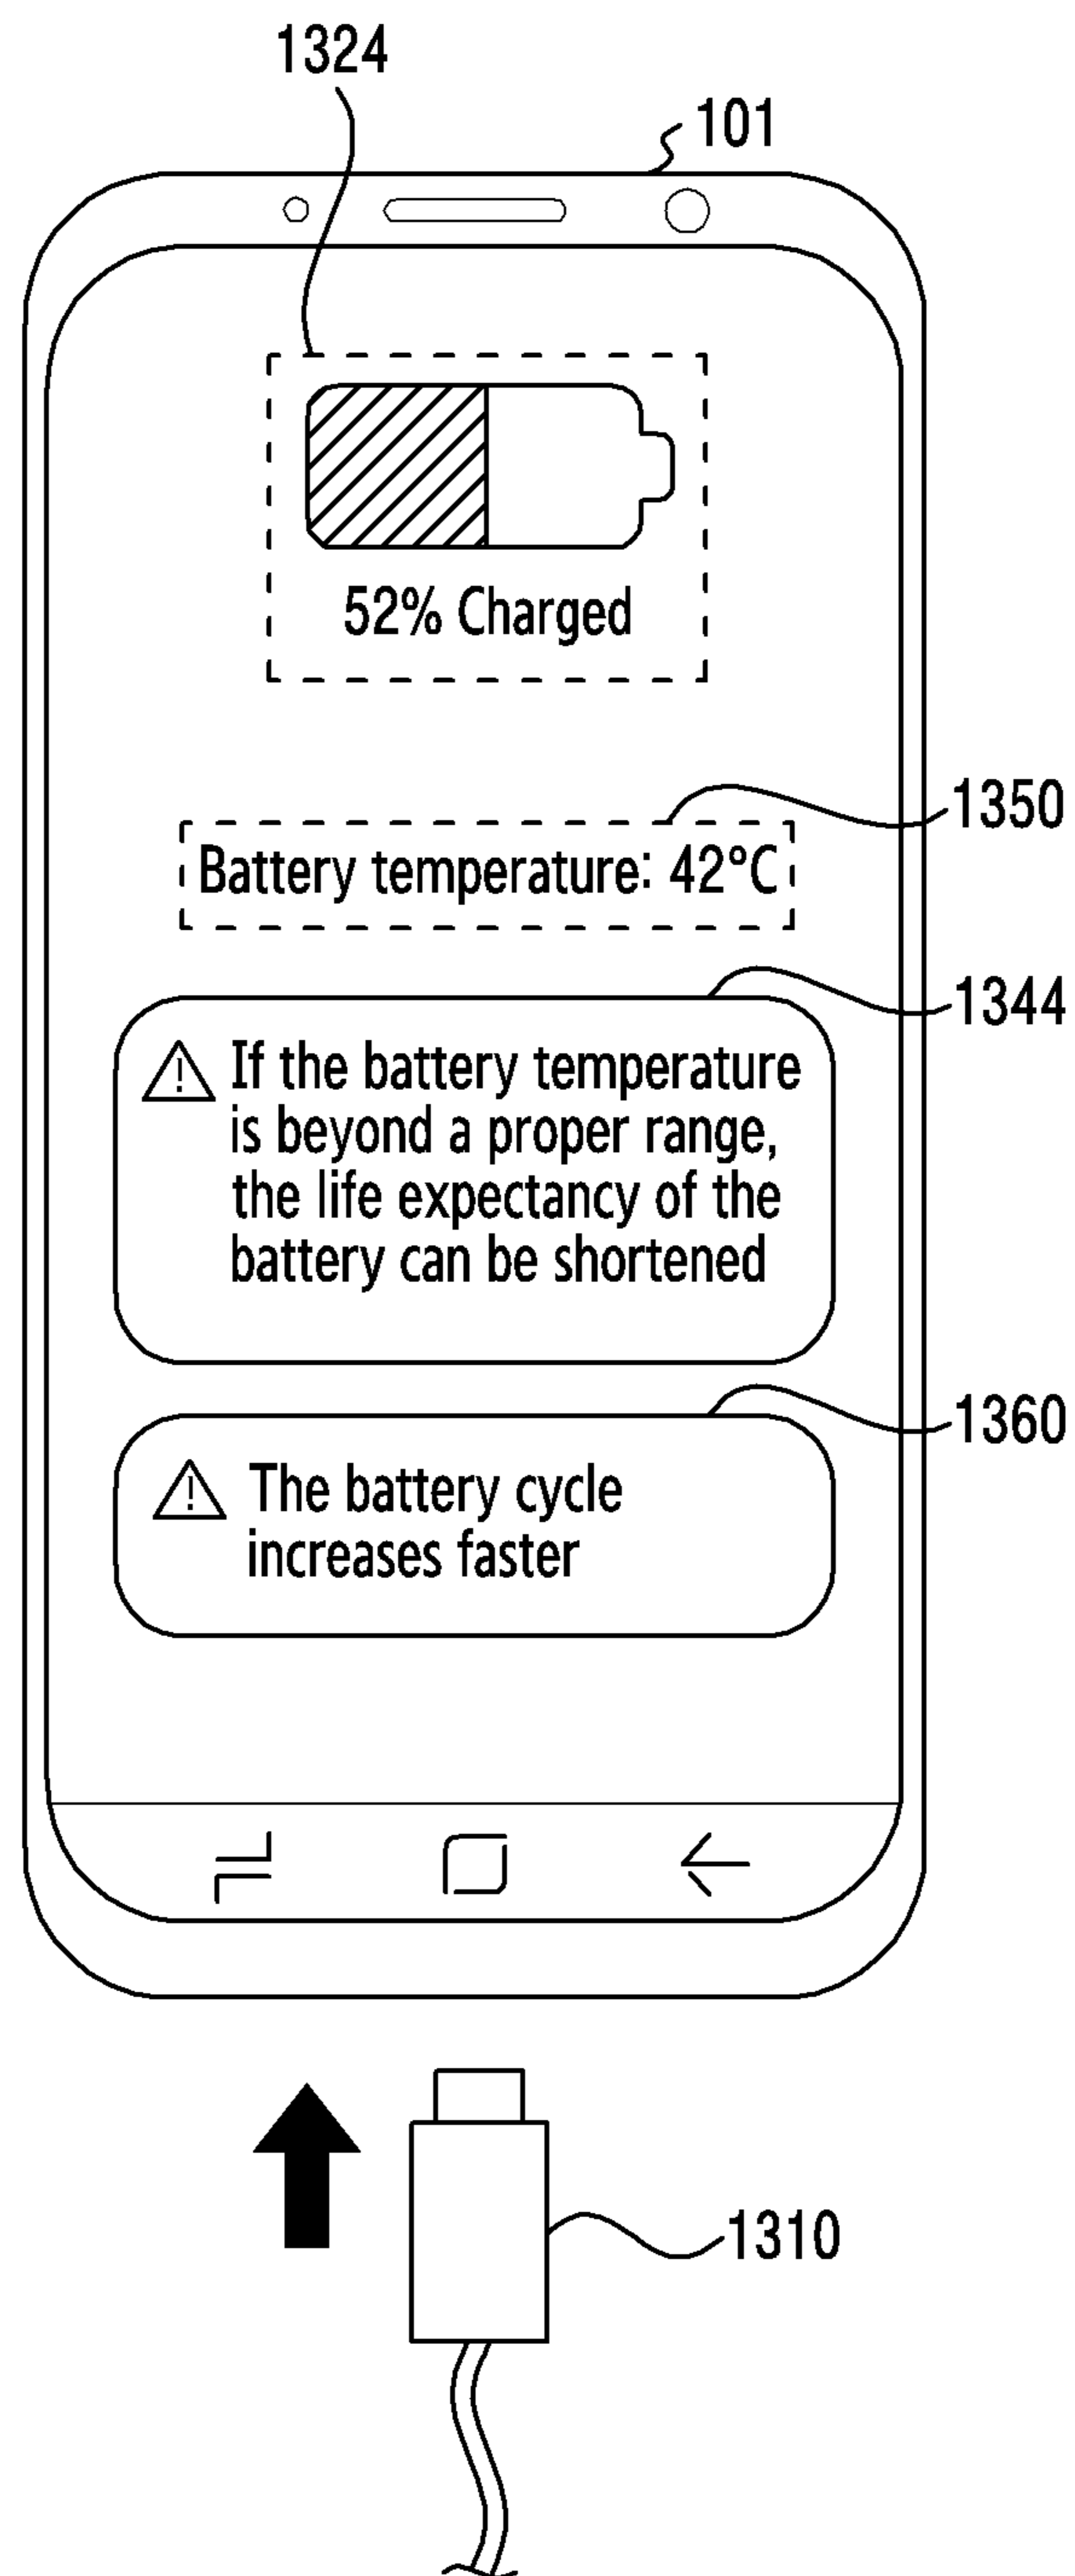 1324
101
52% Charged
1350
Battery temperature: 42°C
1344
If the battery temperature
is beyond a proper range,
the life expectancy of the
battery can be shortened
1360
The battery cycle
increases faster
1310